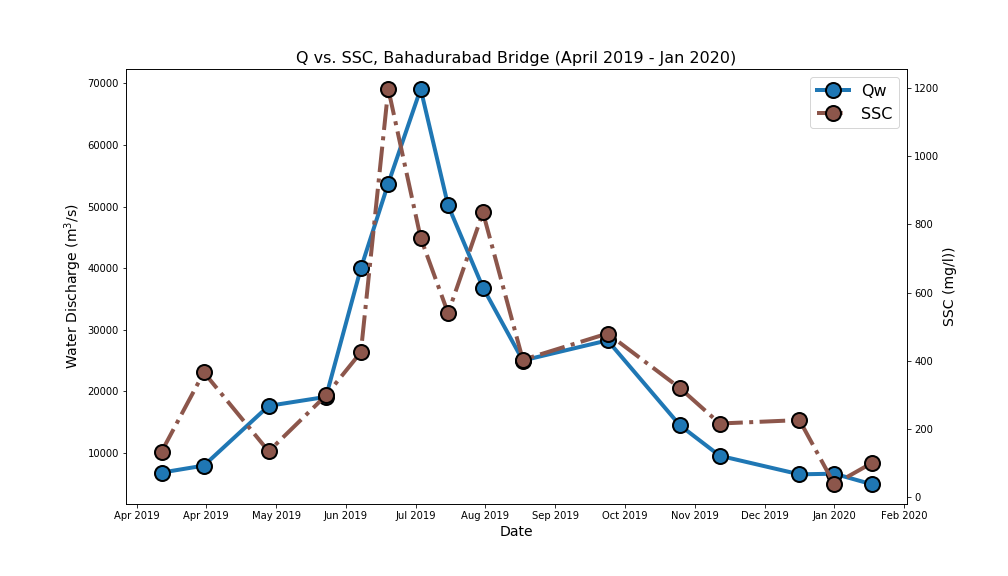 Q vs. SSC, Bahadurabad Bridge (April 2019 - Jan 2020)
Qw
SSC
70000
60000
50000
40000
30000
20000
10000
Water Discharge (m³/s)
1200
1000
800
600
400
200
0
SSC (mg/l))
Apr 2019 Apr 2019 May 2019 Jun 2019 Jul 2019 Aug 2019 Sep 2019 Oct 2019 Nov 2019 Dec 2019 Jan 2020 Feb 2020
Date